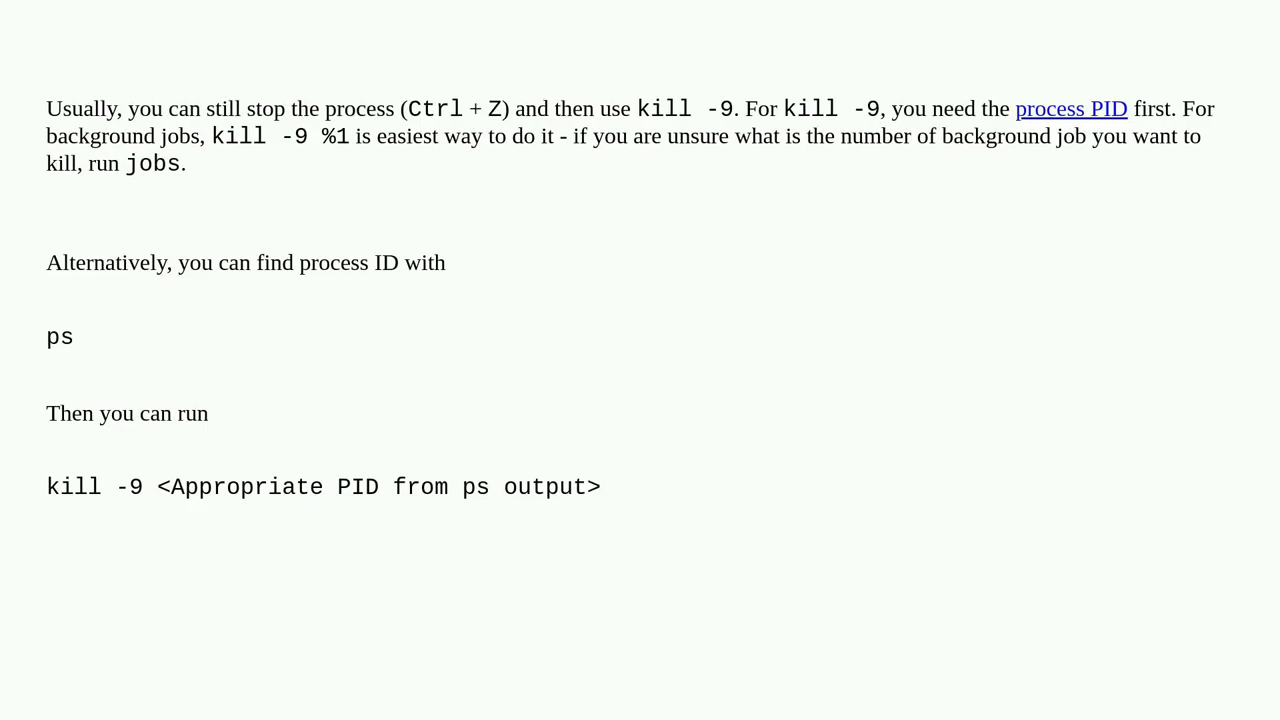 Usually, you can still stop the process (Ctrl + Z) and then use kill -9. For kill -9, you need the process PID first. For
background jobs, kill -9 %1 is easiest way to do it - if you are unsure what is the number of background job you want to
kill, run jobs.
Alternatively, you can find process ID with
ps
Then you can run
kill -9 <Appropriate PID from ps output>